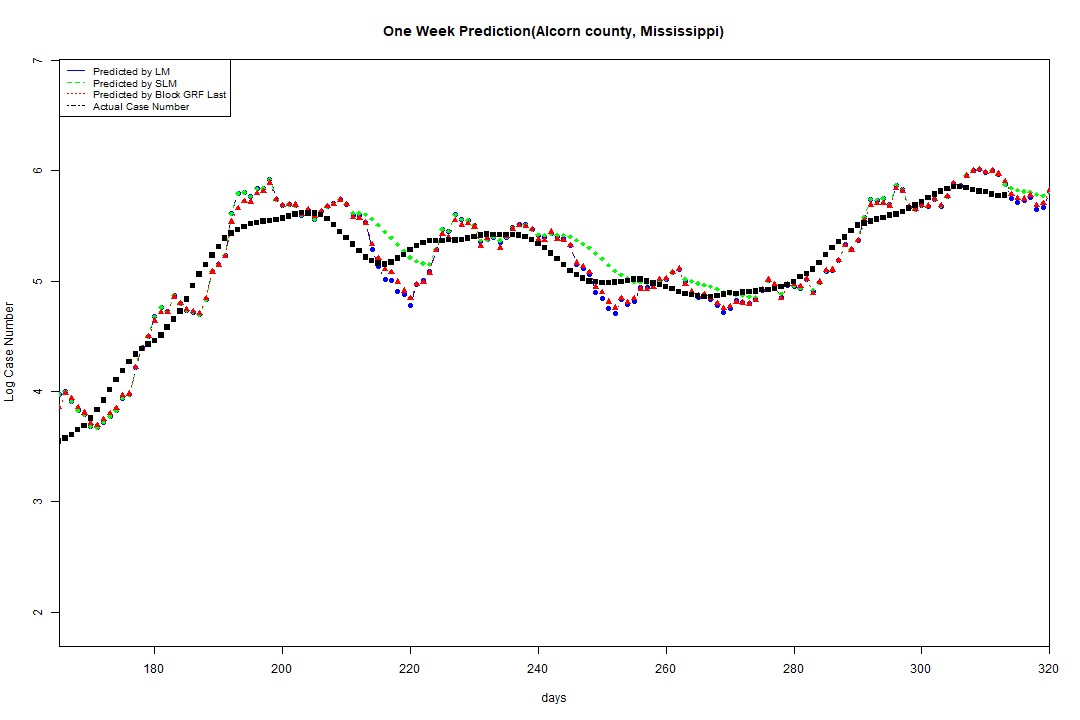 One Week Prediction(Alcorn county, Mississippi)
Predicted by LM
Predicted by SLM
Predicted by Block GRF Last
Actual Case Number
7
6
5
4
3
2
Log Case Number
180 200 220 240 260 280 300 320
days